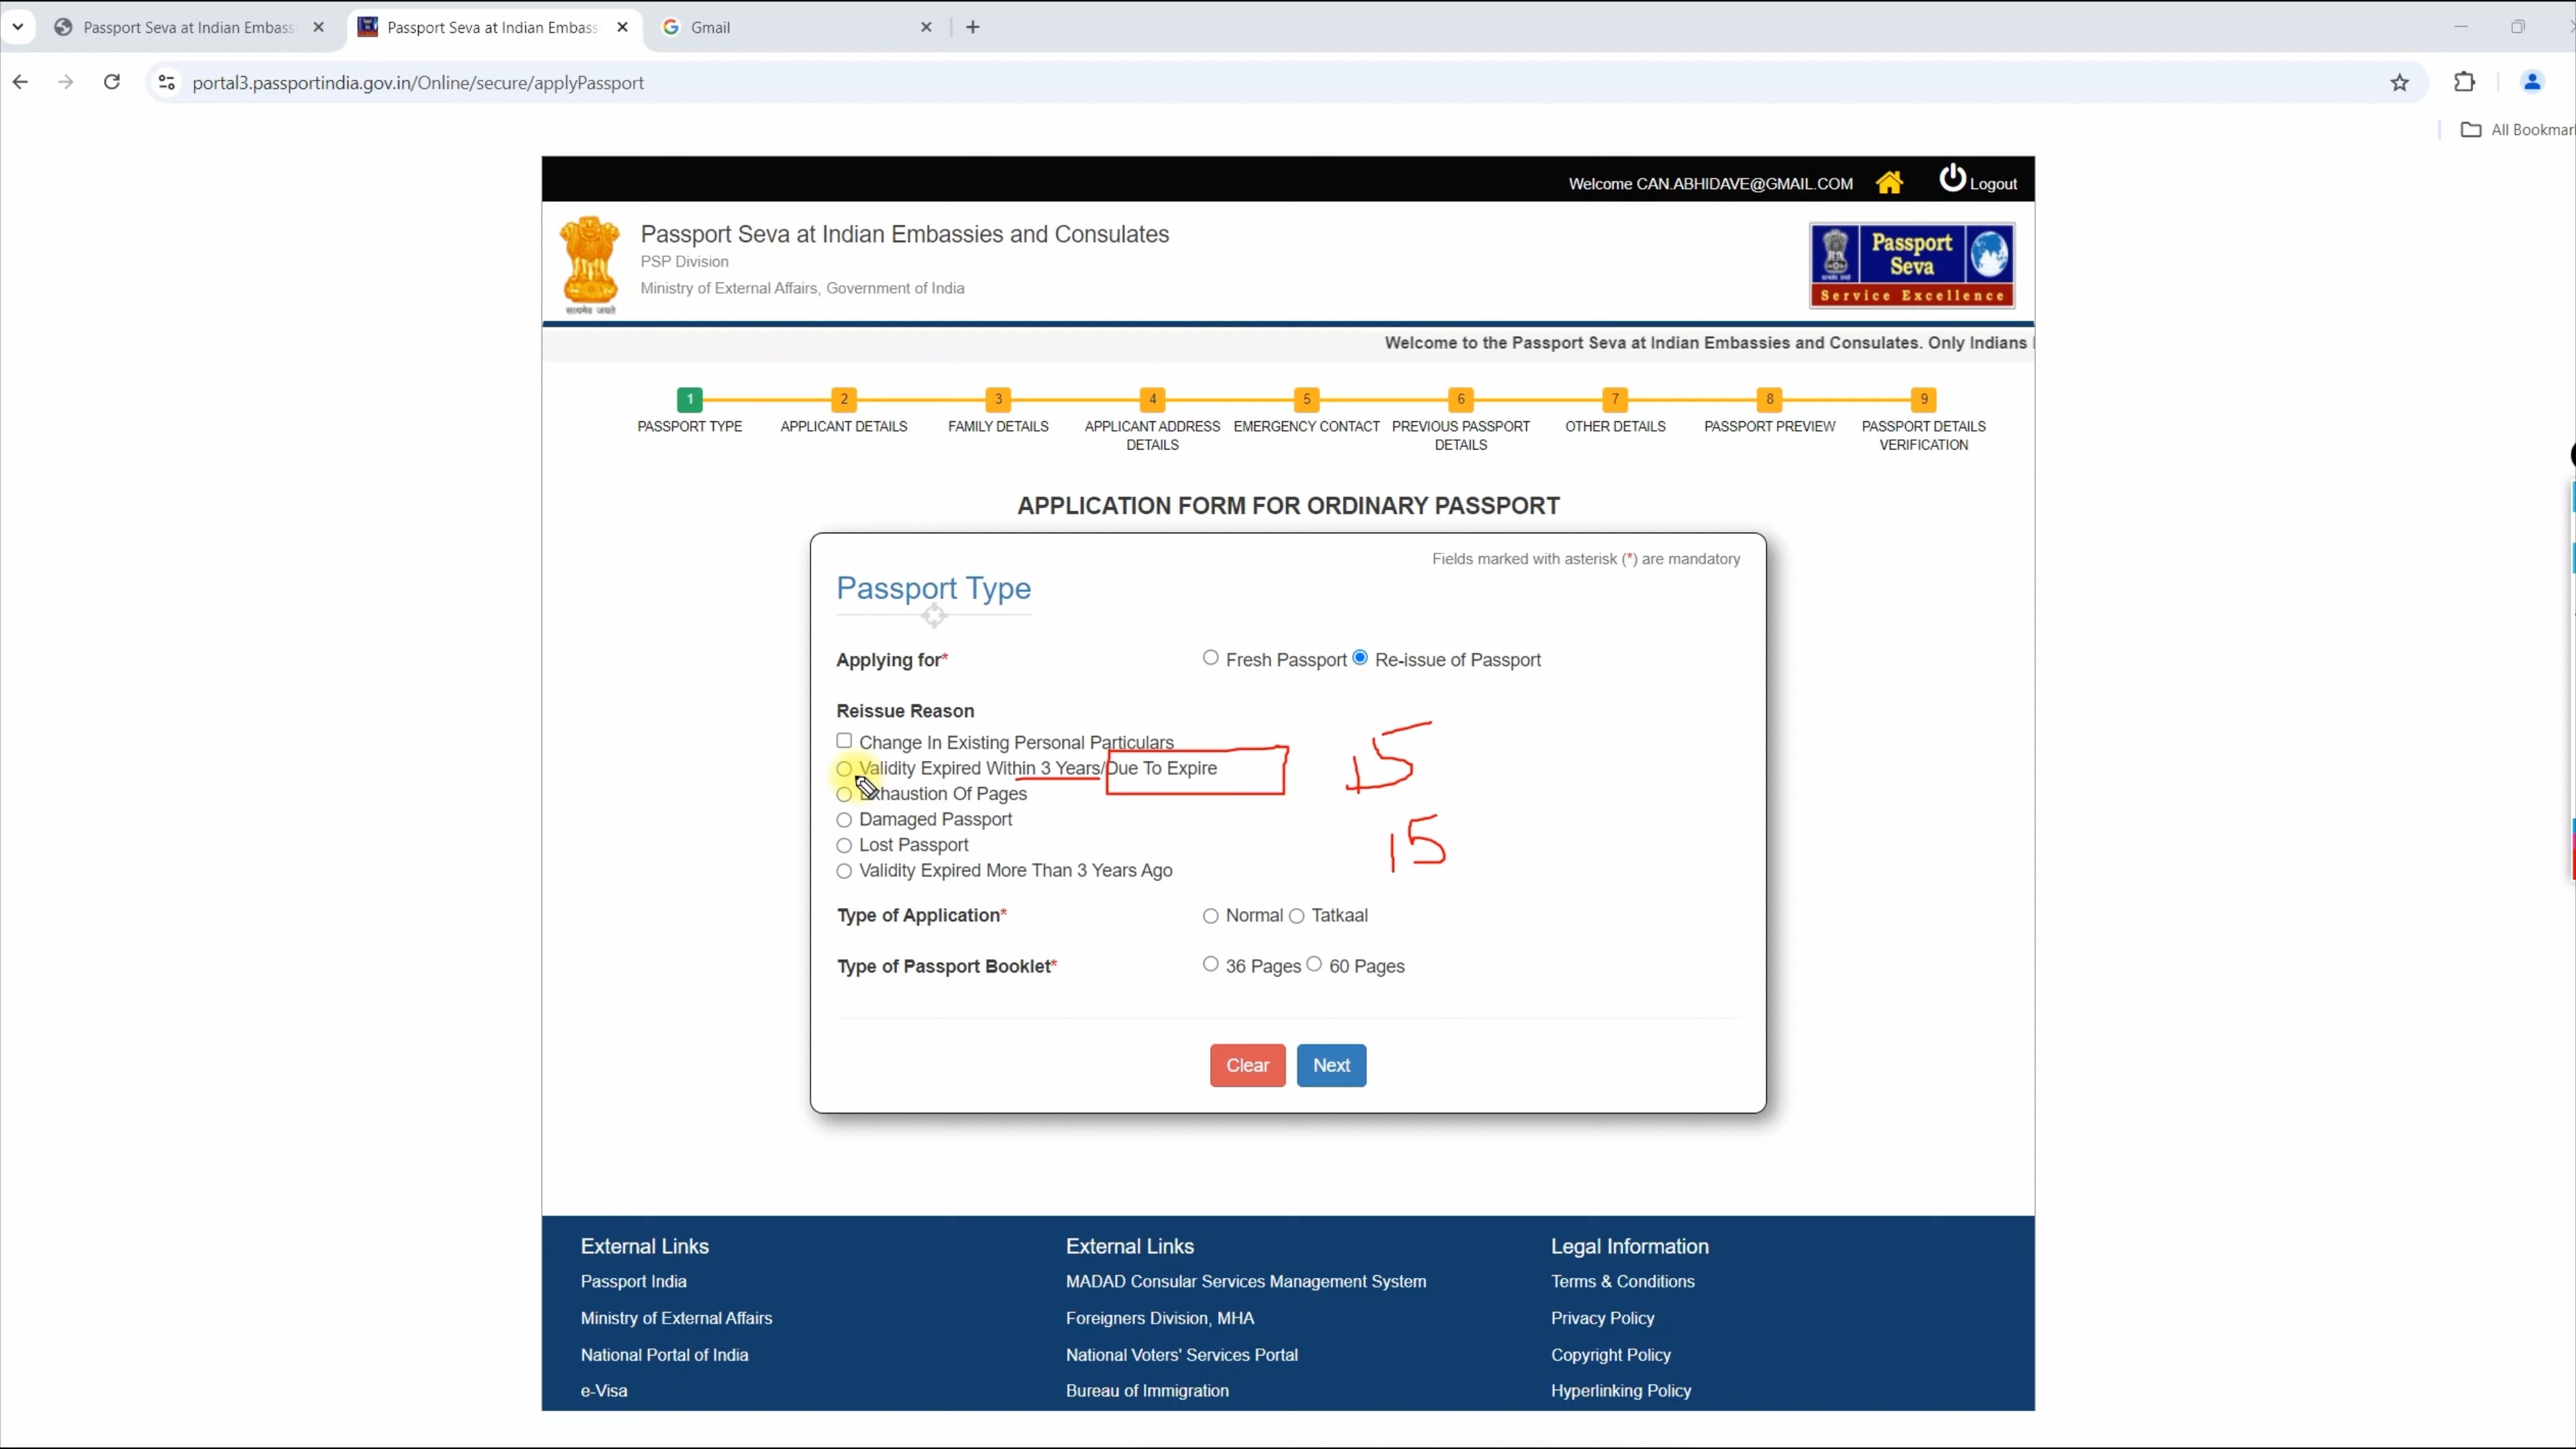 Passport Seva at Indian Embass
Passport Seva at Indian Embass
Gmail
portal3.passportindia.gov.in/Online/secure/applyPassport
All Bookmar
Welcome CAN.ABHIDAVE@GMAIL.COM
Logout
सत्यमेव जयते
Passport Seva at Indian Embassies and Consulates
PSP Division
Ministry of External Affairs, Government of India
Passport
Seva
Service Excellence
Welcome to the Passport Seva at Indian Embassies and Consulates. Only Indians
1 2 3 4 5 6 7 8 9
PASSPORT TYPE
APPLICANT DETAILS
FAMILY DETAILS
APPLICANT ADDRESS
DETAILS
EMERGENCY CONTACT
PREVIOUS PASSPORT
DETAILS
OTHER DETAILS
PASSPORT PREVIEW
PASSPORT DETAILS
VERIFICATION
APPLICATION FORM FOR ORDINARY PASSPORT
Fields marked with asterisk (*) are mandatory
Passport Type
Applying for* Fresh Passport Re-issue of Passport
Reissue Reason
Change In Existing Personal Particulars
Validity Expired Within 3 Years/Due To Expire
15
Exhaustion Of Pages
Damaged Passport
Lost Passport
15
Validity Expired More Than 3 Years Ago
Type of Application* Normal Tatkaal
Type of Passport Booklet* 36 Pages 60 Pages
Clear Next
External Links
Passport India
Ministry of External Affairs
National Portal of India
e-Visa
External Links
MADAD Consular Services Management System
Foreigners Division, MHA
National Voters' Services Portal
Bureau of Immigration
Legal Information
Terms & Conditions
Privacy Policy
Copyright Policy
Hyperlinking Policy